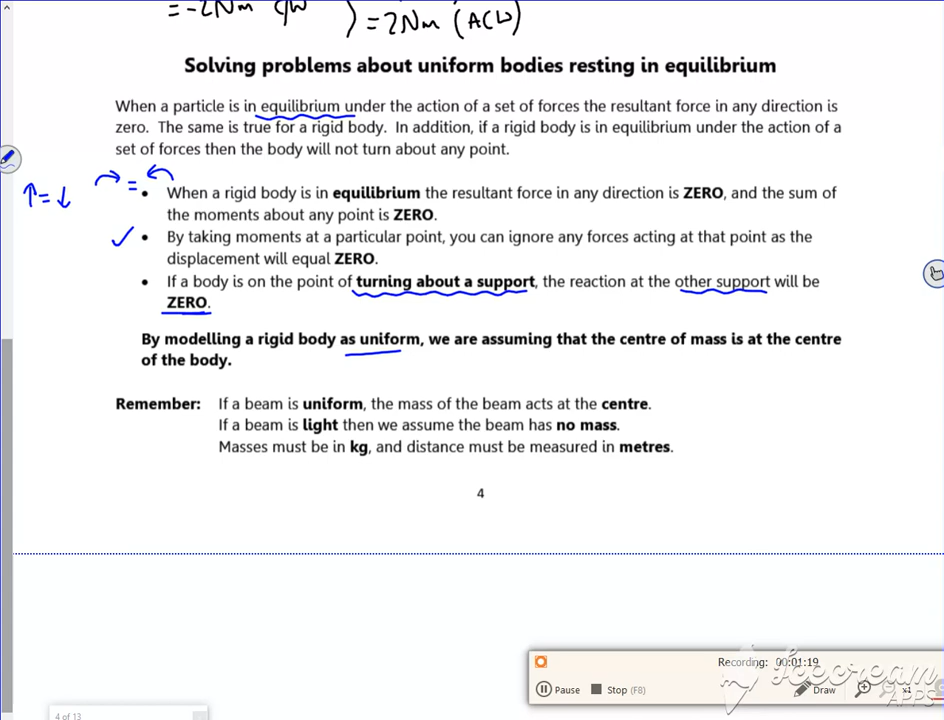 = -2Nm C/W
) = 2Nm (ACW)
Solving problems about uniform bodies resting in equilibrium
When a particle is in equilibrium under the action of a set of forces the resultant force in any direction is
zero. The same is true for a rigid body. In addition, if a rigid body is in equilibrium under the action of a
set of forces then the body will not turn about any point.
↷ = ↶
↑ = ↓
• When a rigid body is in equilibrium the resultant force in any direction is ZERO, and the sum of
the moments about any point is ZERO.
✓ • By taking moments at a particular point, you can ignore any forces acting at that point as the
displacement will equal ZERO.
• If a body is on the point of turning about a support, the reaction at the other support will be
ZERO.
By modelling a rigid body as uniform, we are assuming that the centre of mass is at the centre
of the body.
Remember: If a beam is uniform, the mass of the beam acts at the centre.
If a beam is light then we assume the beam has no mass.
Masses must be in kg, and distance must be measured in metres.
4
Recording: 00:01:19
Icecream
APPS
Pause Stop (F8) Draw x1
4 of 13